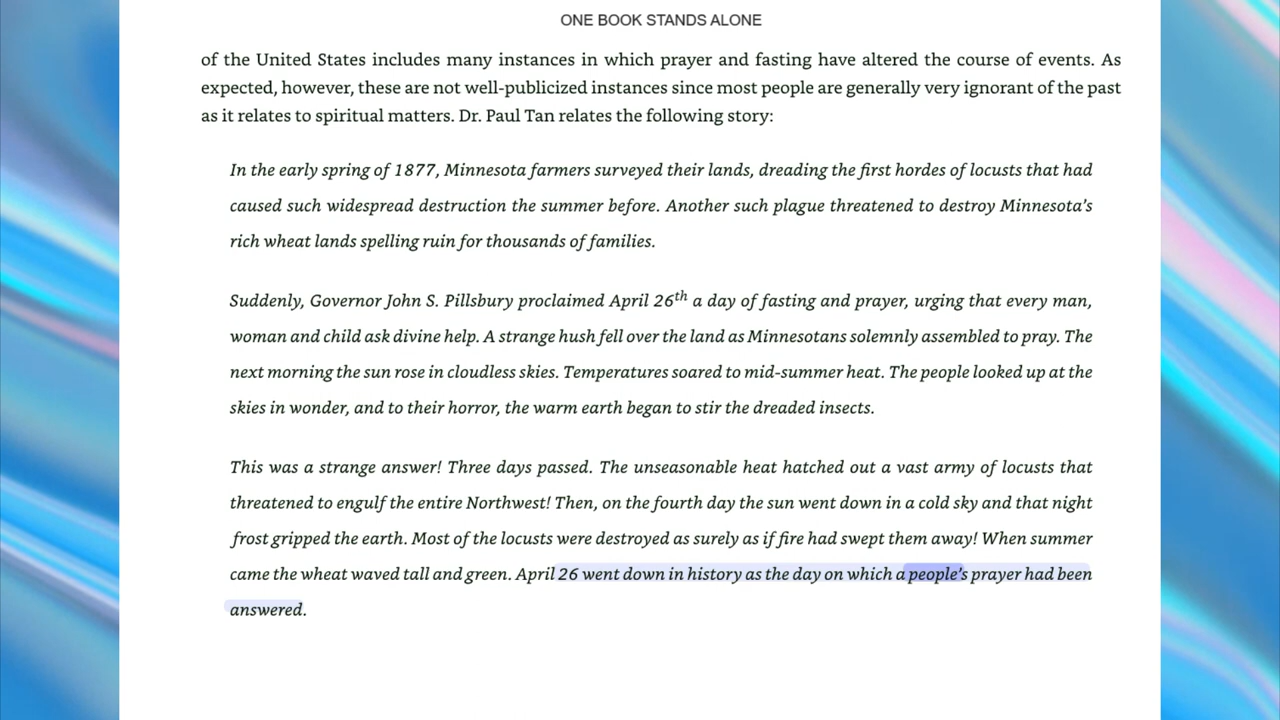 ONE BOOK STANDS ALONE
of the United States includes many instances in which prayer and fasting have altered the course of events. As
expected, however, these are not well-publicized instances since most people are generally very ignorant of the past
as it relates to spiritual matters. Dr. Paul Tan relates the following story:
In the early spring of 1877, Minnesota farmers surveyed their lands, dreading the first hordes of locusts that had
caused such widespread destruction the summer before. Another such plague threatened to destroy Minnesota’s
rich wheat lands spelling ruin for thousands of families.
Suddenly, Governor John S. Pillsbury proclaimed April 26th a day of fasting and prayer, urging that every man,
woman and child ask divine help. A strange hush fell over the land as Minnesotans solemnly assembled to pray. The
next morning the sun rose in cloudless skies. Temperatures soared to mid-summer heat. The people looked up at the
skies in wonder, and to their horror, the warm earth began to stir the dreaded insects.
This was a strange answer! Three days passed. The unseasonable heat hatched out a vast army of locusts that
threatened to engulf the entire Northwest! Then, on the fourth day the sun went down in a cold sky and that night
frost gripped the earth. Most of the locusts were destroyed as surely as if fire had swept them away! When summer
came the wheat waved tall and green. April 26 went down in history as the day on which a people’s prayer had been
answered.